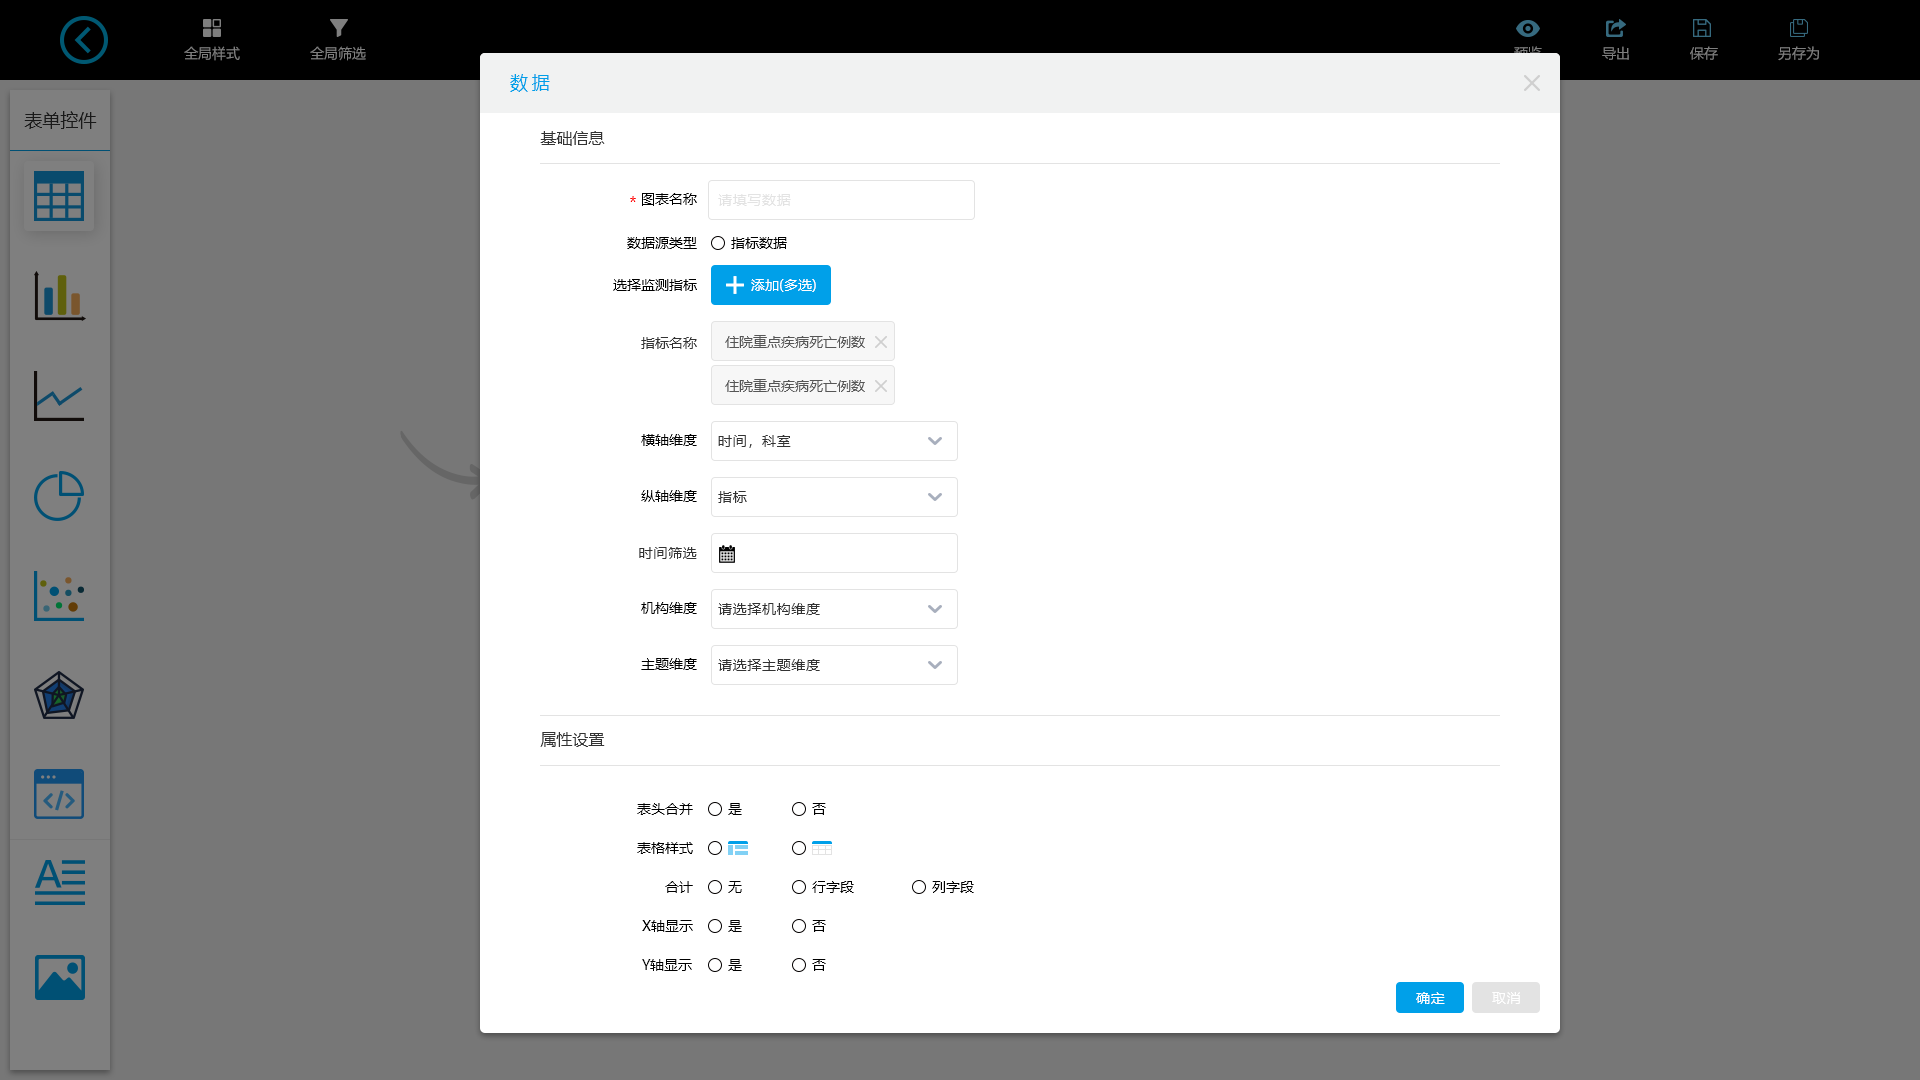 全局样式
全局筛选
预览
导出
保存
另存为
表单控件
数据
基础信息
* 图表名称 请填写数据
数据源类型 指标数据
选择监测指标 添加(多选)
指标名称 住院重点疾病死亡例数
住院重点疾病死亡例数
横轴维度 时间，科室
纵轴维度 指标
时间筛选
机构维度 请选择机构维度
主题维度 请选择主题维度
属性设置
表头合并 是 否
表格样式
合计 无 行字段 列字段
X轴显示 是 否
Y轴显示 是 否
确定 取消